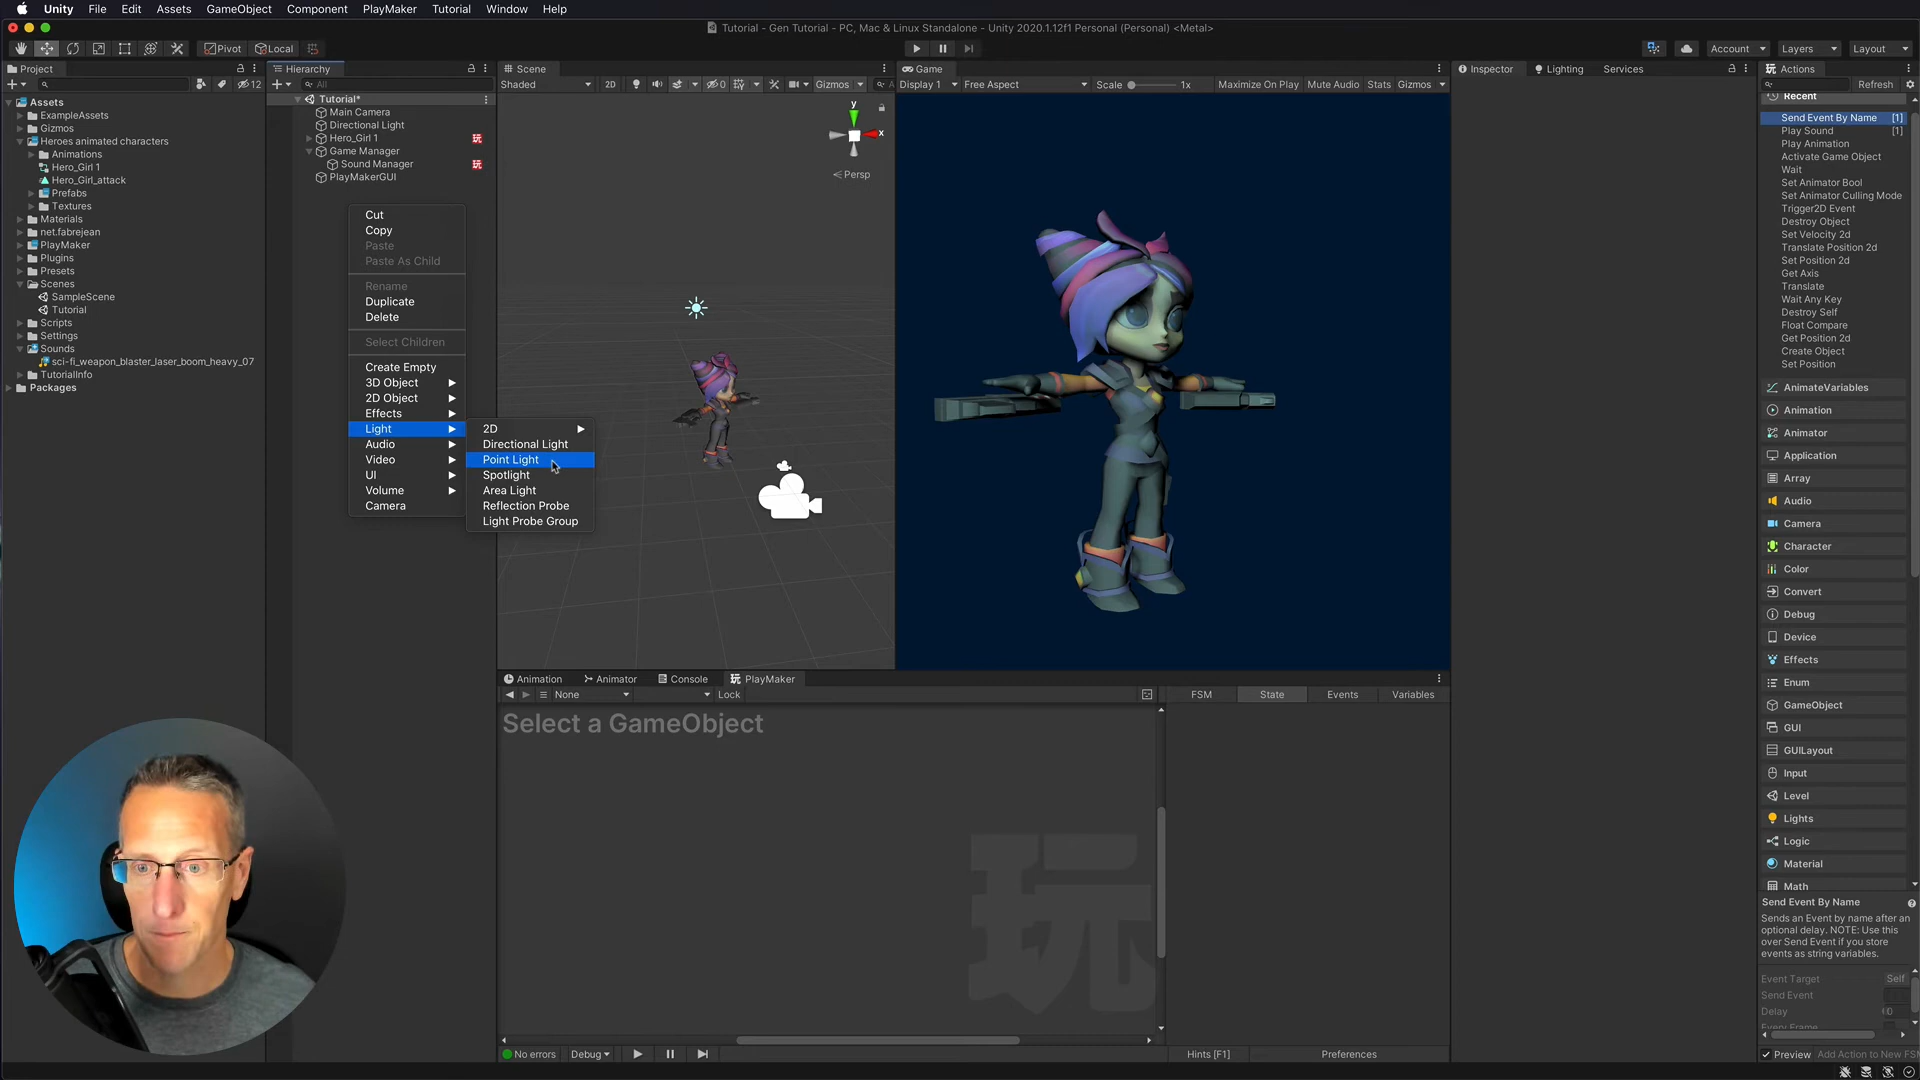 Unity File Edit Assets GameObject Component PlayMaker Tutorial Window Help
Tutorial - Gen Tutorial - PC, Mac & Linux Standalone - Unity 2020.1.12f1 Personal (Personal) <Metal>
Pivot Local Account Layers Layout
Project
12
Assets
ExampleAssets
Gizmos
Heroes animated characters
Animations
Hero_Girl 1
Hero_Girl_attack
Prefabs
Textures
Materials
net.fabrejean
PlayMaker
Plugins
Presets
Scenes
SampleScene
Tutorial
Scripts
Settings
Sounds
sci-fi_weapon_blaster_laser_boom_heavy_07
TutorialInfo
Packages
Hierarchy
All
Tutorial*
Main Camera
Directional Light
Hero_Girl 1
玩
Game Manager
Sound Manager
玩
PlayMakerGUI
Cut
Copy
Paste
Paste As Child
Rename
Duplicate
Delete
Select Children
Create Empty
3D Object
2D Object
Effects
Light
Audio
Video
UI
Volume
Camera
2D
Directional Light
Point Light
Spotlight
Area Light
Reflection Probe
Light Probe Group
Scene
Shaded 2D 0 Gizmos A
y
x
Persp
Game
Display 1 Free Aspect Scale 1x Maximize On Play Mute Audio Stats Gizmos
Animation Animator Console PlayMaker
None Lock
FSM State Events Variables
Select a GameObject
玩
No errors Debug
Hints [F1] Preferences
Inspector Lighting Services
Actions
Refresh
Recent
Send Event By Name [1]
Play Sound [1]
Play Animation
Activate Game Object
Wait
Set Animator Bool
Set Animator Culling Mode
Trigger2D Event
Destroy Object
Set Velocity 2d
Translate Position 2d
Set Position 2d
Get Axis
Translate
Wait Any Key
Destroy Self
Float Compare
Get Position 2d
Create Object
Set Position
AnimateVariables
Animation
Animator
Application
Array
Audio
Camera
Character
Color
Convert
Debug
Device
Effects
Enum
GameObject
GUI
GUILayout
Input
Level
Lights
Logic
Material
Math
Send Event By Name
Sends an Event by name after an
optional delay. NOTE: Use this
over Send Event if you store
events as string variables.
Event Target Self
Send Event
Delay 0
Every Frame
Preview Add Action to New FS